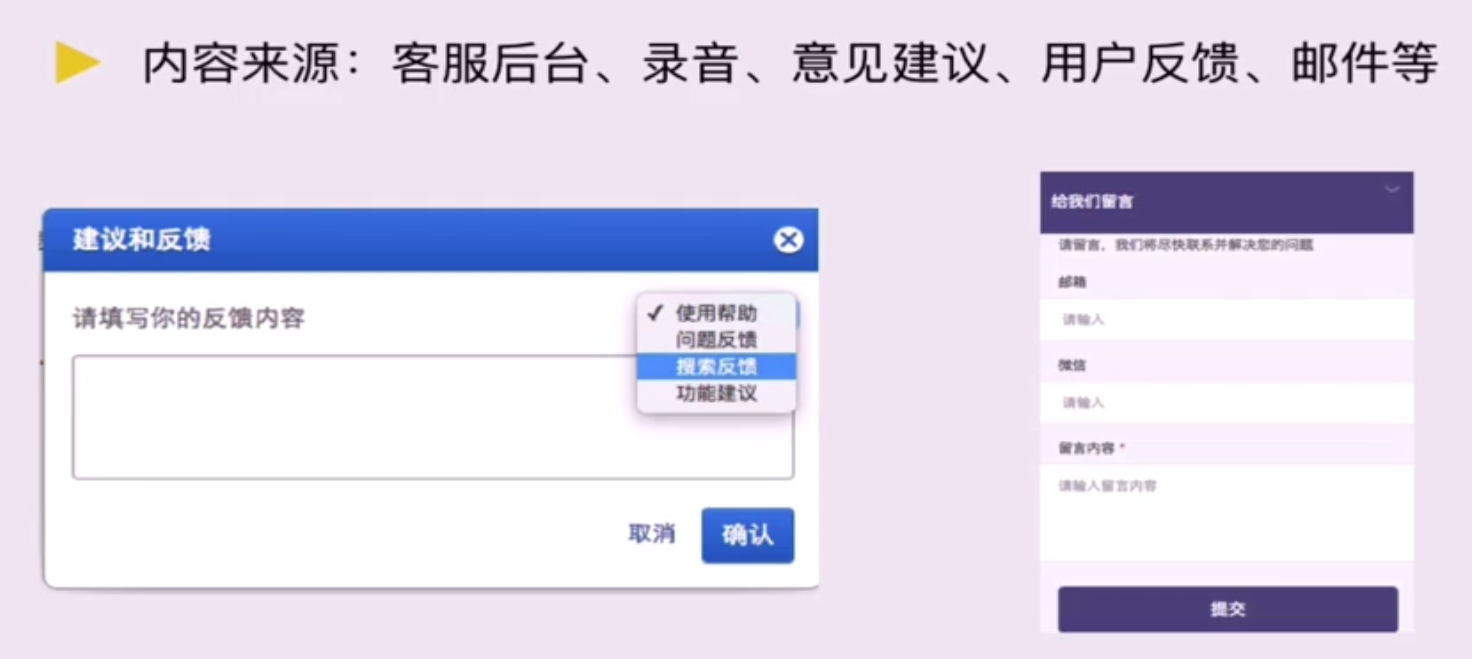 内容来源：客服后台、录音、意见建议、用户反馈、邮件等
建议和反馈
请填写你的反馈内容
✓ 使用帮助
问题反馈
搜索反馈
功能建议
取消 确认
给我们留言
请留言，我们将尽快联系并解决您的问题
邮箱
请输入
微信
请输入
留言内容 *
请输入留言内容
提交